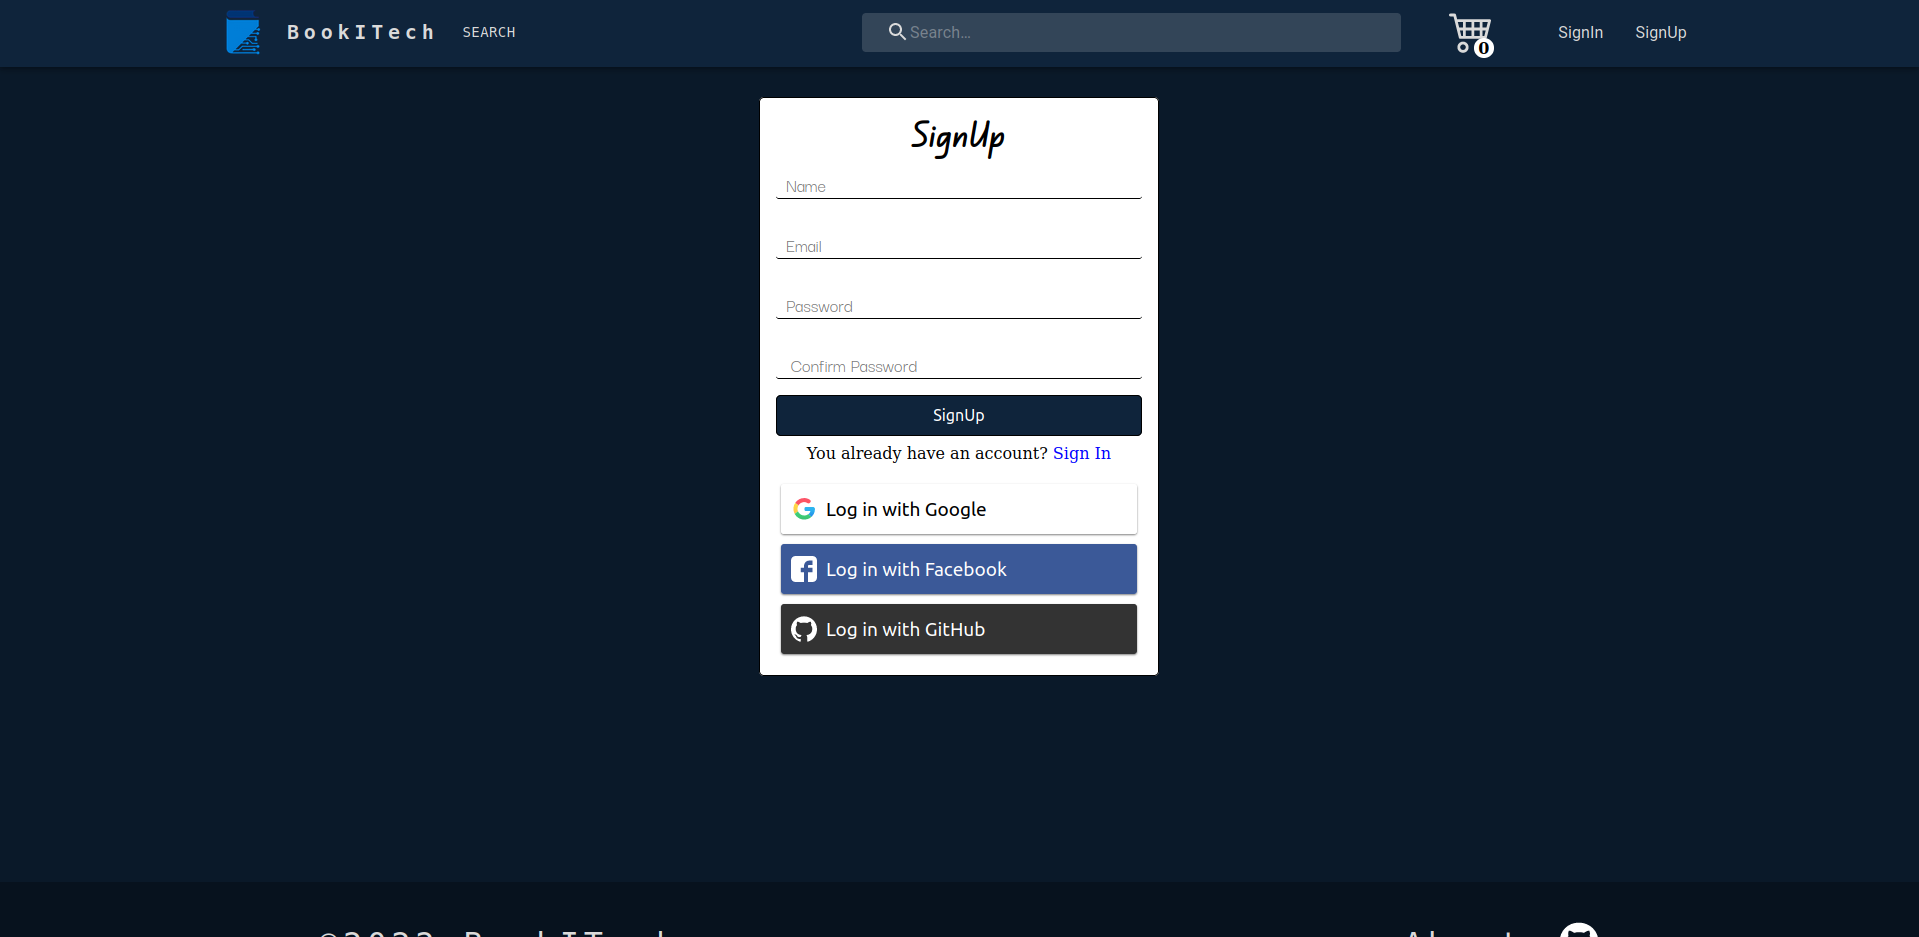 BookITech SEARCH Search... 0 SignIn SignUp
SignUp
Name
Email
Password
Confirm Password
SignUp
You already have an account? Sign In
Log in with Google
Log in with Facebook
Log in with GitHub